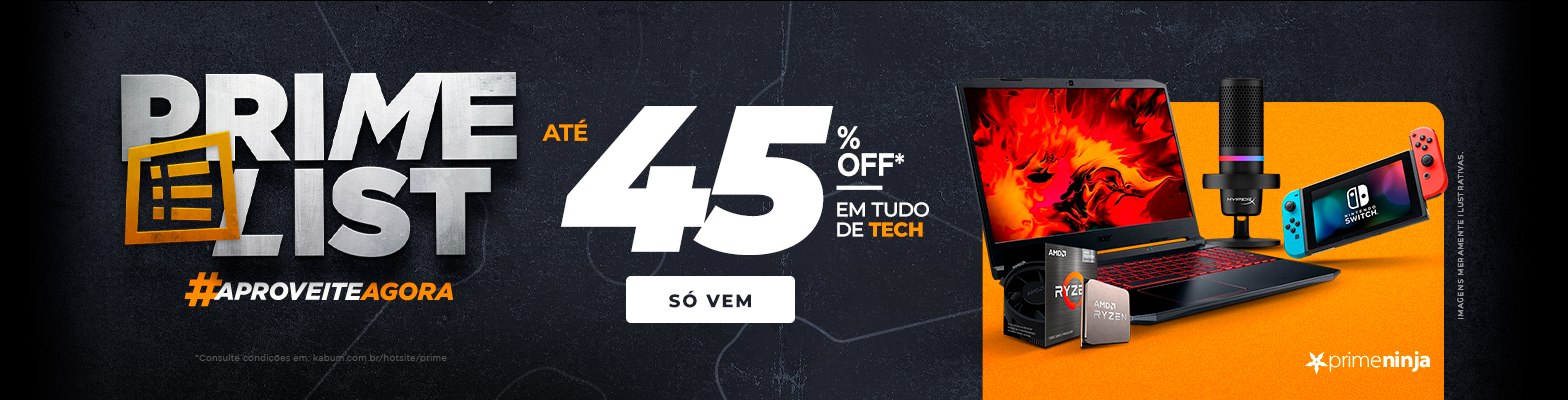 PRIME
LIST
#APROVEITEAGORA
*Consulte condições em: kabum.com.br/hotsite/prime
ATÉ
45
%
OFF*
EM TUDO
DE TECH
SÓ VEM
AMD
RYZE
AMD
RYZEN
HYPERX
NINTENDO
SWITCH
primeninja
IMAGENS MERAMENTE ILUSTRATIVAS.